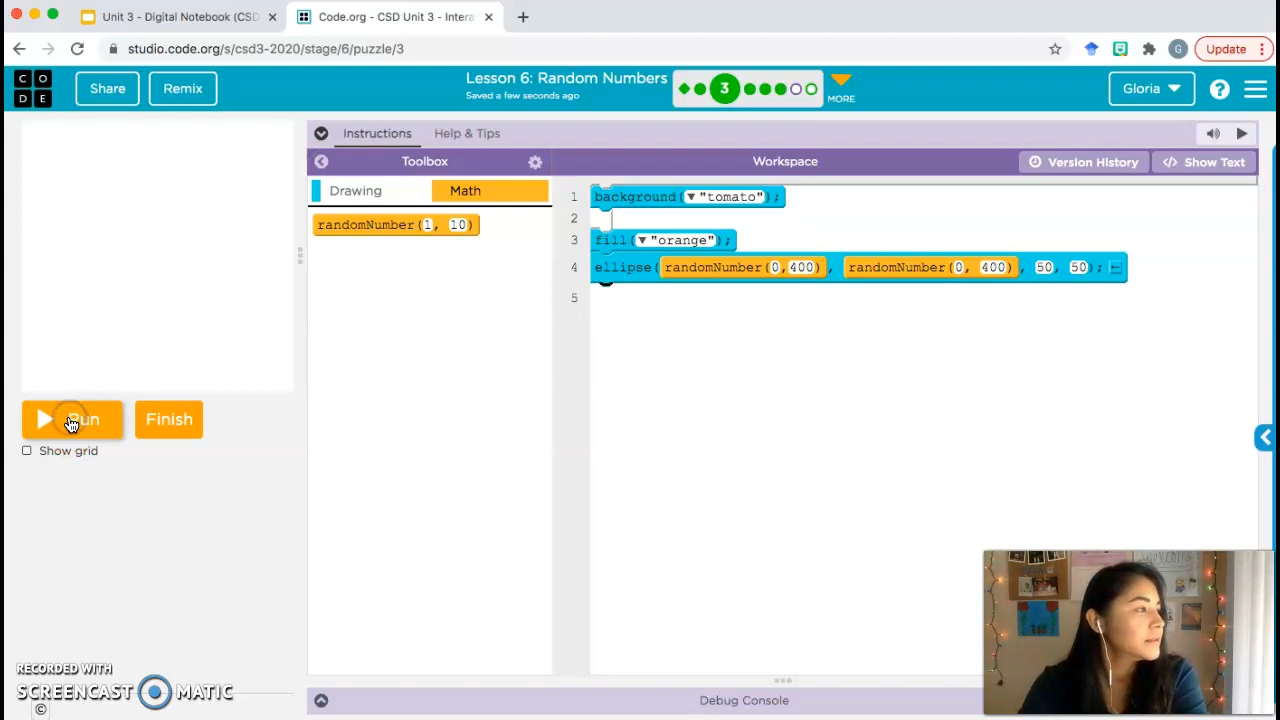 Unit 3 - Digital Notebook (CSD
Code.org - CSD Unit 3 - Intera
studio.code.org/s/csd3-2020/stage/6/puzzle/3
G
Update
C O
D E
Share
Remix
Lesson 6: Random Numbers
Saved a few seconds ago
3
MORE
Gloria
?
Instructions
Help & Tips
Toolbox
Workspace
Version History
</> Show Text
Drawing
Math
randomNumber(1, 10)
1 background("tomato");
2
3 fill("orange");
4 ellipse(randomNumber(0,400), randomNumber(0, 400), 50, 50);
5
Run
Finish
Show grid
RECORDED WITH
SCREENCAST MATIC
©
Debug Console